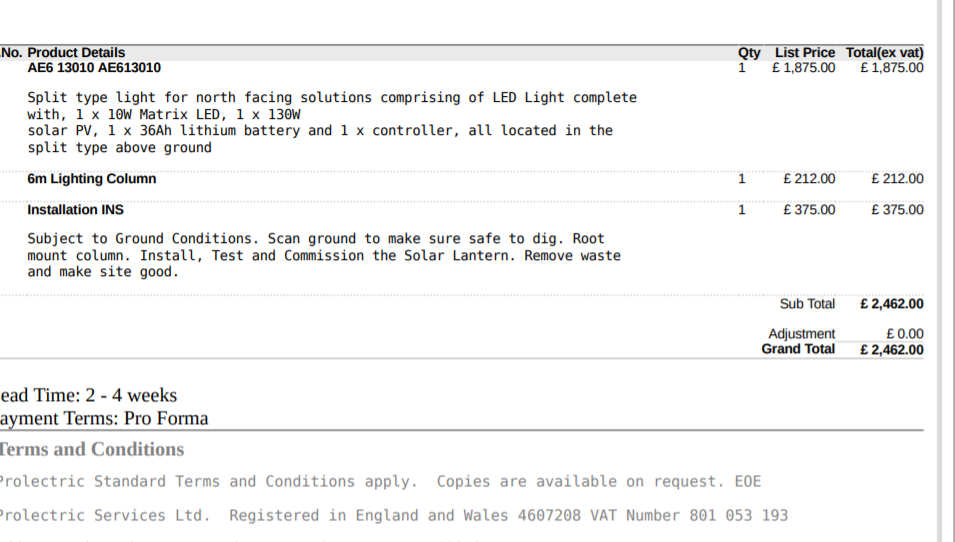 .No. Product Details Qty List Price Total(ex vat)
AE6 13010 AE613010 1 £ 1,875.00 £ 1,875.00
Split type light for north facing solutions comprising of LED Light complete
with, 1 x 10W Matrix LED, 1 x 130W
solar PV, 1 x 36Ah lithium battery and 1 x controller, all located in the
split type above ground
6m Lighting Column 1 £ 212.00 £ 212.00
Installation INS 1 £ 375.00 £ 375.00
Subject to Ground Conditions. Scan ground to make sure safe to dig. Root
mount column. Install, Test and Commission the Solar Lantern. Remove waste
and make site good.
Sub Total £ 2,462.00
Adjustment £ 0.00
Grand Total £ 2,462.00
ead Time: 2 - 4 weeks
ayment Terms: Pro Forma
Terms and Conditions
Prolectric Standard Terms and Conditions apply. Copies are available on request. EOE
Prolectric Services Ltd. Registered in England and Wales 4607208 VAT Number 801 053 193